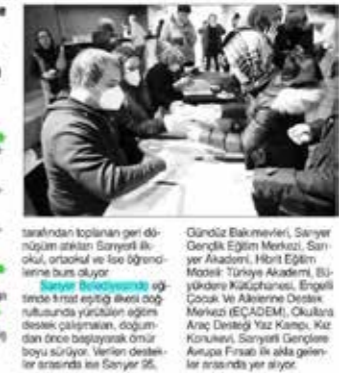 tarafından toplanan geri dö-
nüşüm atıkları Sarıyerli ilk-
okul, ortaokul ve lise öğrenci-
lerine burs oluyor
Sarıyer Belediyesinde eği-
timde fırsat eşitliği ilkesi doğ-
rultusunda yürütülen eğitim
destek çalışmaları, doğum-
dan önce başlayarak ömür
boyu sürüyor. Verilen destek-
ler arasında ise Sarıyer 95,
Gündüz Bakımevleri, Sarıyer
Gençlik Eğitim Merkezi, Sarı-
yer Akademi, Hibrit Eğitim
Modeli: Türkiye Akademi, Bü-
yükdere Kütüphanesi, Engelli
Çocuk Ve Ailelerine Destek
Merkezi (EÇADEM), Okullara
Araç Desteği Yaz Kampı, Kız
Konukevi, Sarıyerli Gençlere
Avrupa Fırsatı ilk akla gelen-
ler arasında yer alıyor.